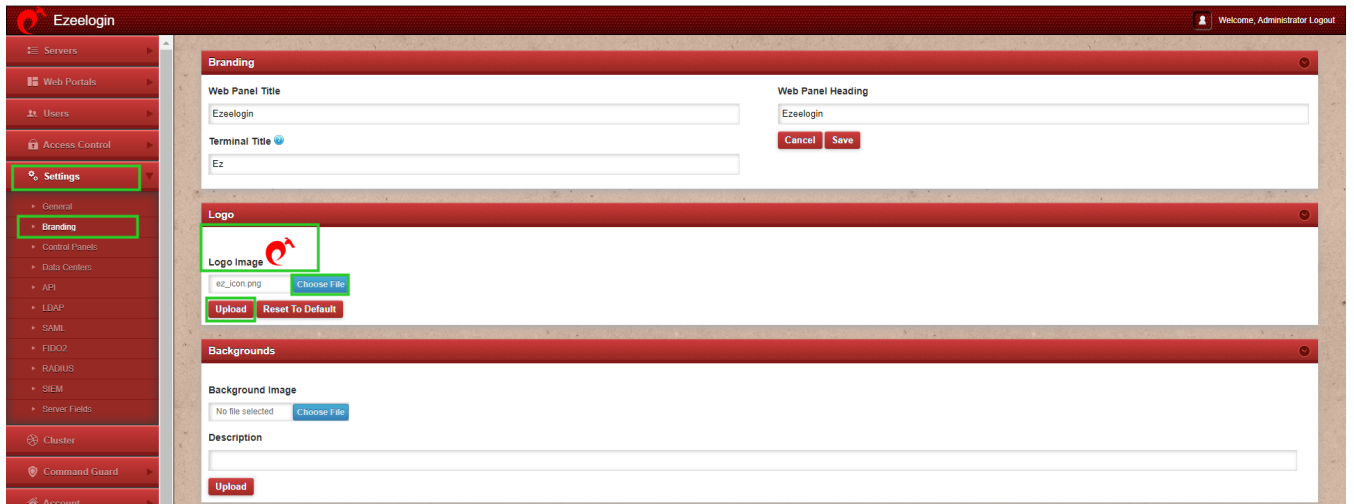 Ezeelogin
Welcome, Administrator Logout
Servers
Web Portals
Users
Access Control
Settings
General
Branding
Control Panels
Data Centers
API
LDAP
SAML
FIDO2
RADIUS
SIEM
Server Fields
Cluster
Command Guard
Account
Branding
Web Panel Title
Ezeelogin
Web Panel Heading
Ezeelogin
Terminal Title
Ez
Cancel Save
Logo
Logo Image
ez_icon.png Choose File
Upload Reset To Default
Backgrounds
Background Image
No file selected Choose File
Description
Upload